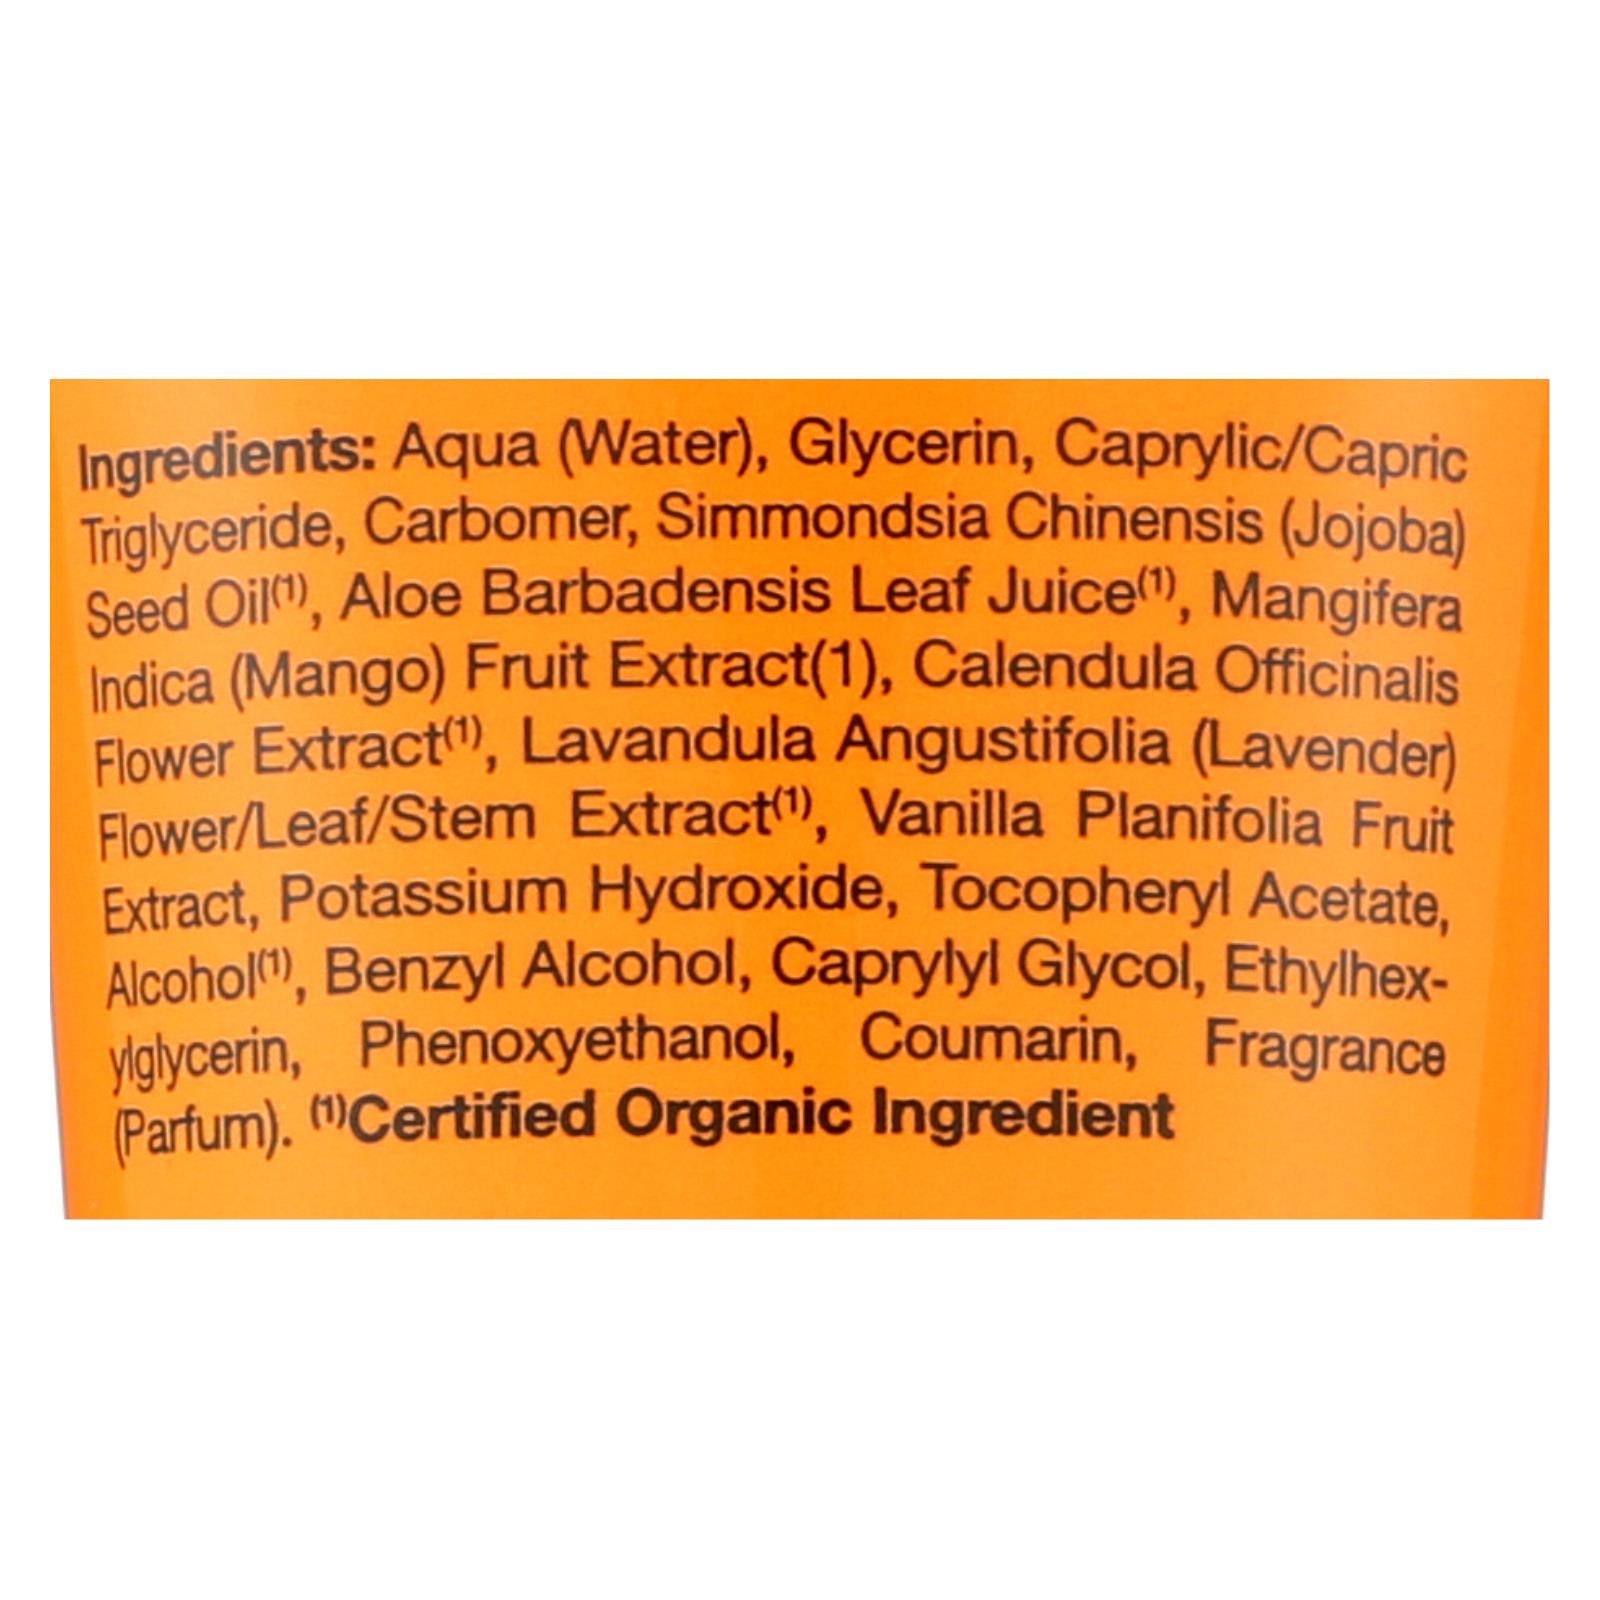 Ingredients: Aqua (Water), Glycerin, Caprylic/Capric
Triglyceride, Carbomer, Simmondsia Chinensis (Jojoba)
Seed Oil(1), Aloe Barbadensis Leaf Juice(1), Mangifera
Indica (Mango) Fruit Extract(1), Calendula Officinalis
Flower Extract(1), Lavandula Angustifolia (Lavender)
Flower/Leaf/Stem Extract(1), Vanilla Planifolia Fruit
Extract, Potassium Hydroxide, Tocopheryl Acetate,
Alcohol(1), Benzyl Alcohol, Caprylyl Glycol, Ethylhex-
ylglycerin, Phenoxyethanol, Coumarin, Fragrance
(Parfum). (1)Certified Organic Ingredient